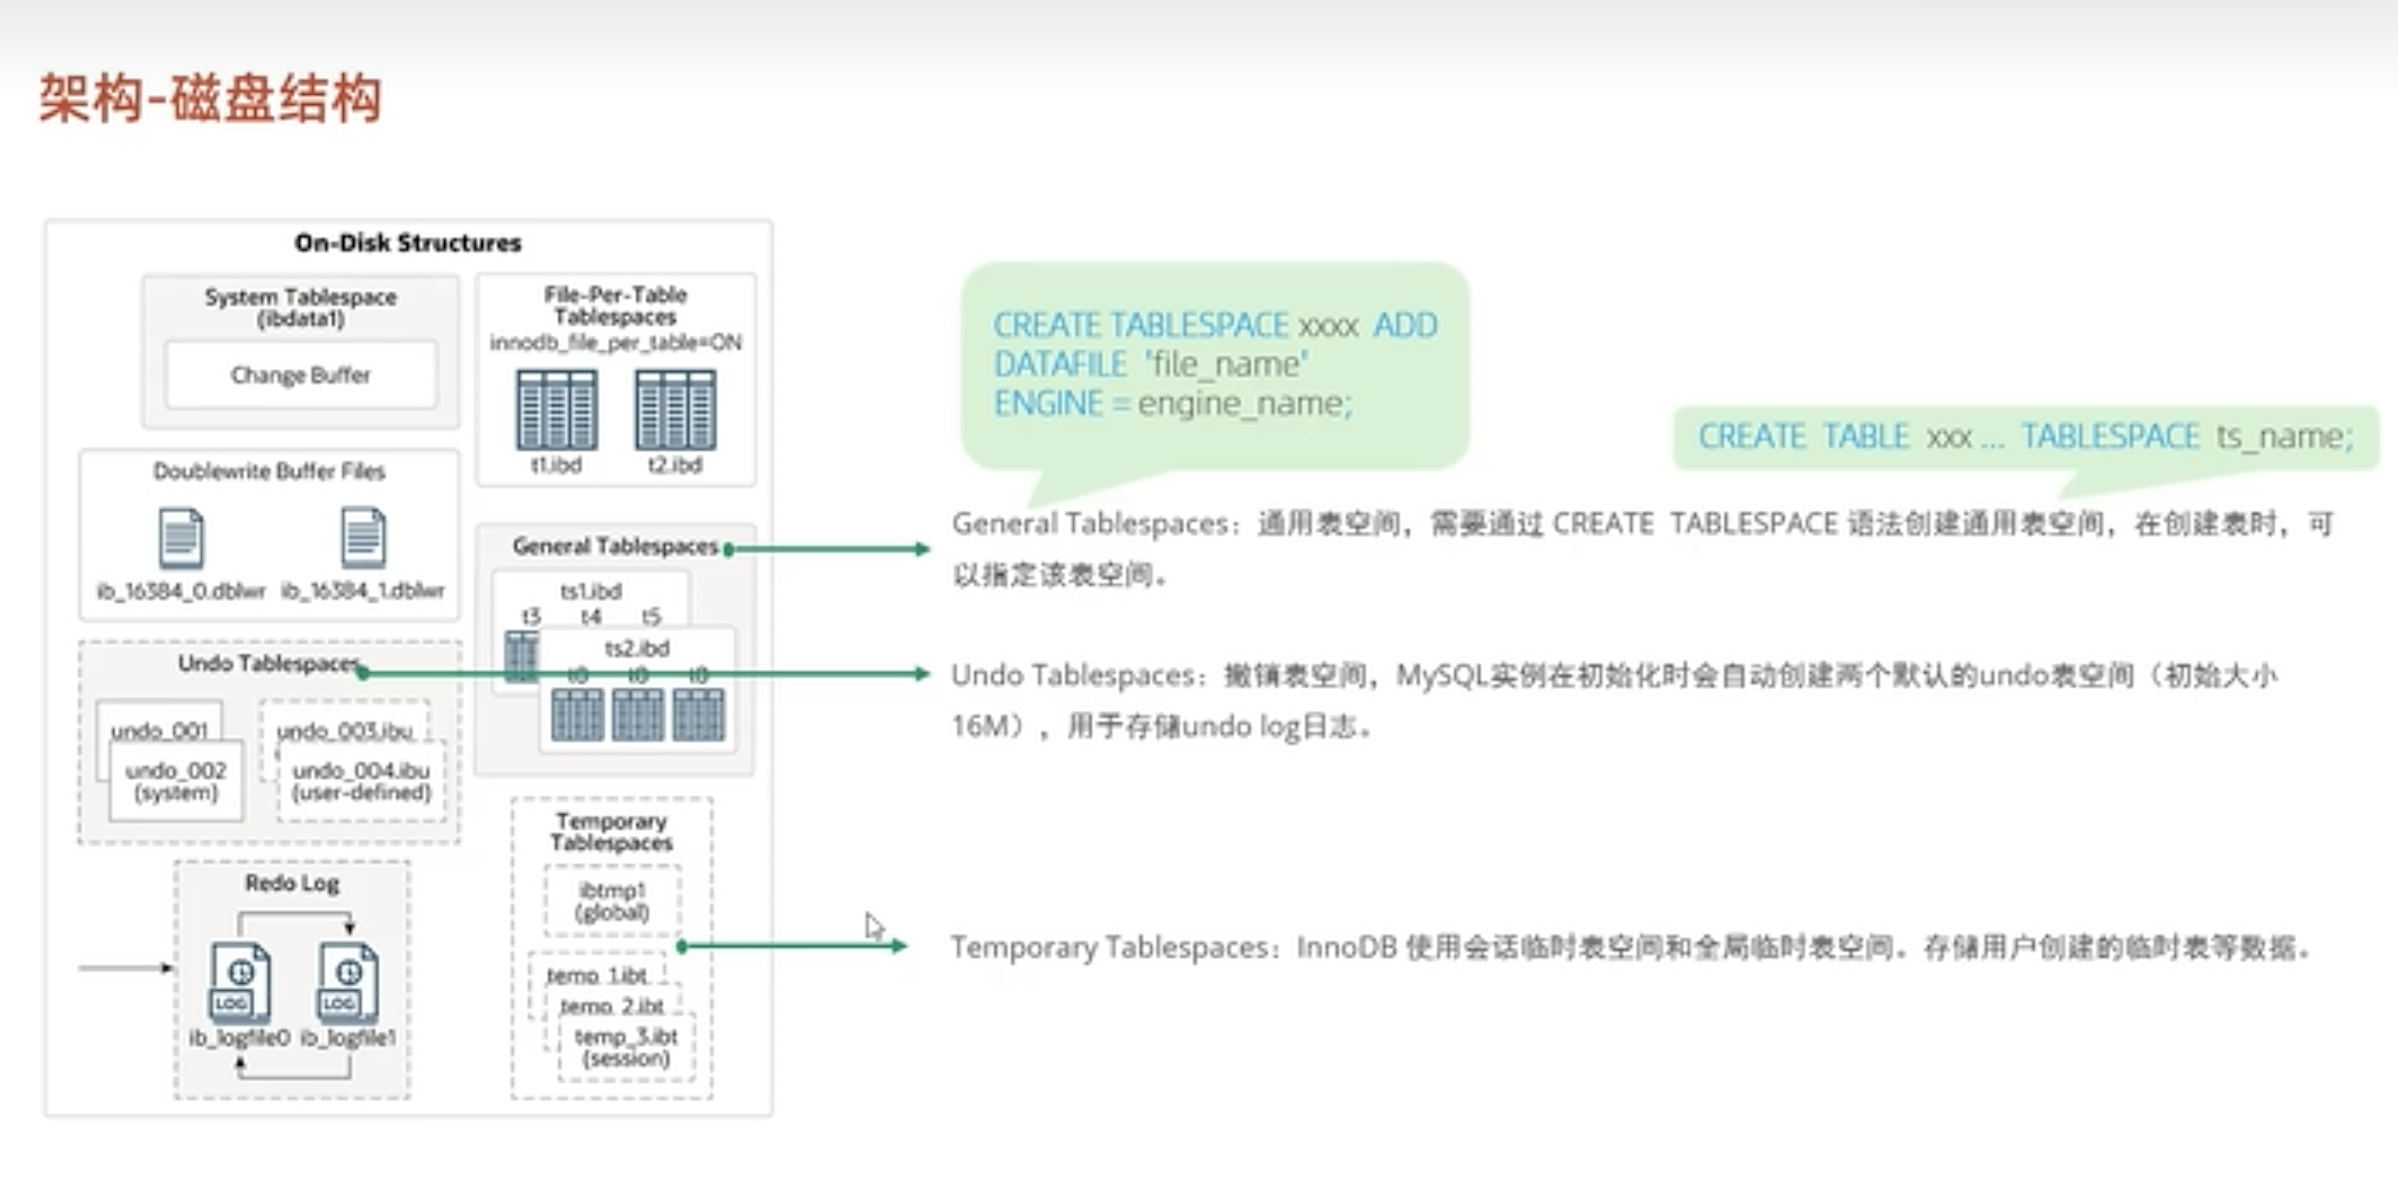 架构-磁盘结构
On-Disk Structures
System Tablespace
(ibdata1)
Change Buffer
File-Per-Table
Tablespaces
innodb_file_per_table=ON
t1.ibd
t2.ibd
Doublewrite Buffer Files
ib_16384_0.dblwr
ib_16384_1.dblwr
General Tablespaces
ts1.ibd
t3
t4
t5
ts2.ibd
Undo Tablespaces
undo_001
undo_002
(system)
undo_003.ibu
undo_004.ibu
(user-defined)
Redo Log
LOG
LOG
ib_logfile0
ib_logfile1
Temporary
Tablespaces
ibtmp1
(global)
temp_1.ibt
temp_2.ibt
temp_3.ibt
(session)
CREATE TABLESPACE xxxx ADD
DATAFILE 'file_name'
ENGINE = engine_name;
CREATE TABLE xxx ... TABLESPACE ts_name;
General Tablespaces：通用表空间，需要通过 CREATE TABLESPACE 语法创建通用表空间，在创建表时，可
以指定该表空间。
Undo Tablespaces：撤销表空间，MySQL实例在初始化时会自动创建两个默认的undo表空间（初始大小
16M），用于存储undo log日志。
Temporary Tablespaces：InnoDB 使用会话临时表空间和全局临时表空间。存储用户创建的临时表等数据。